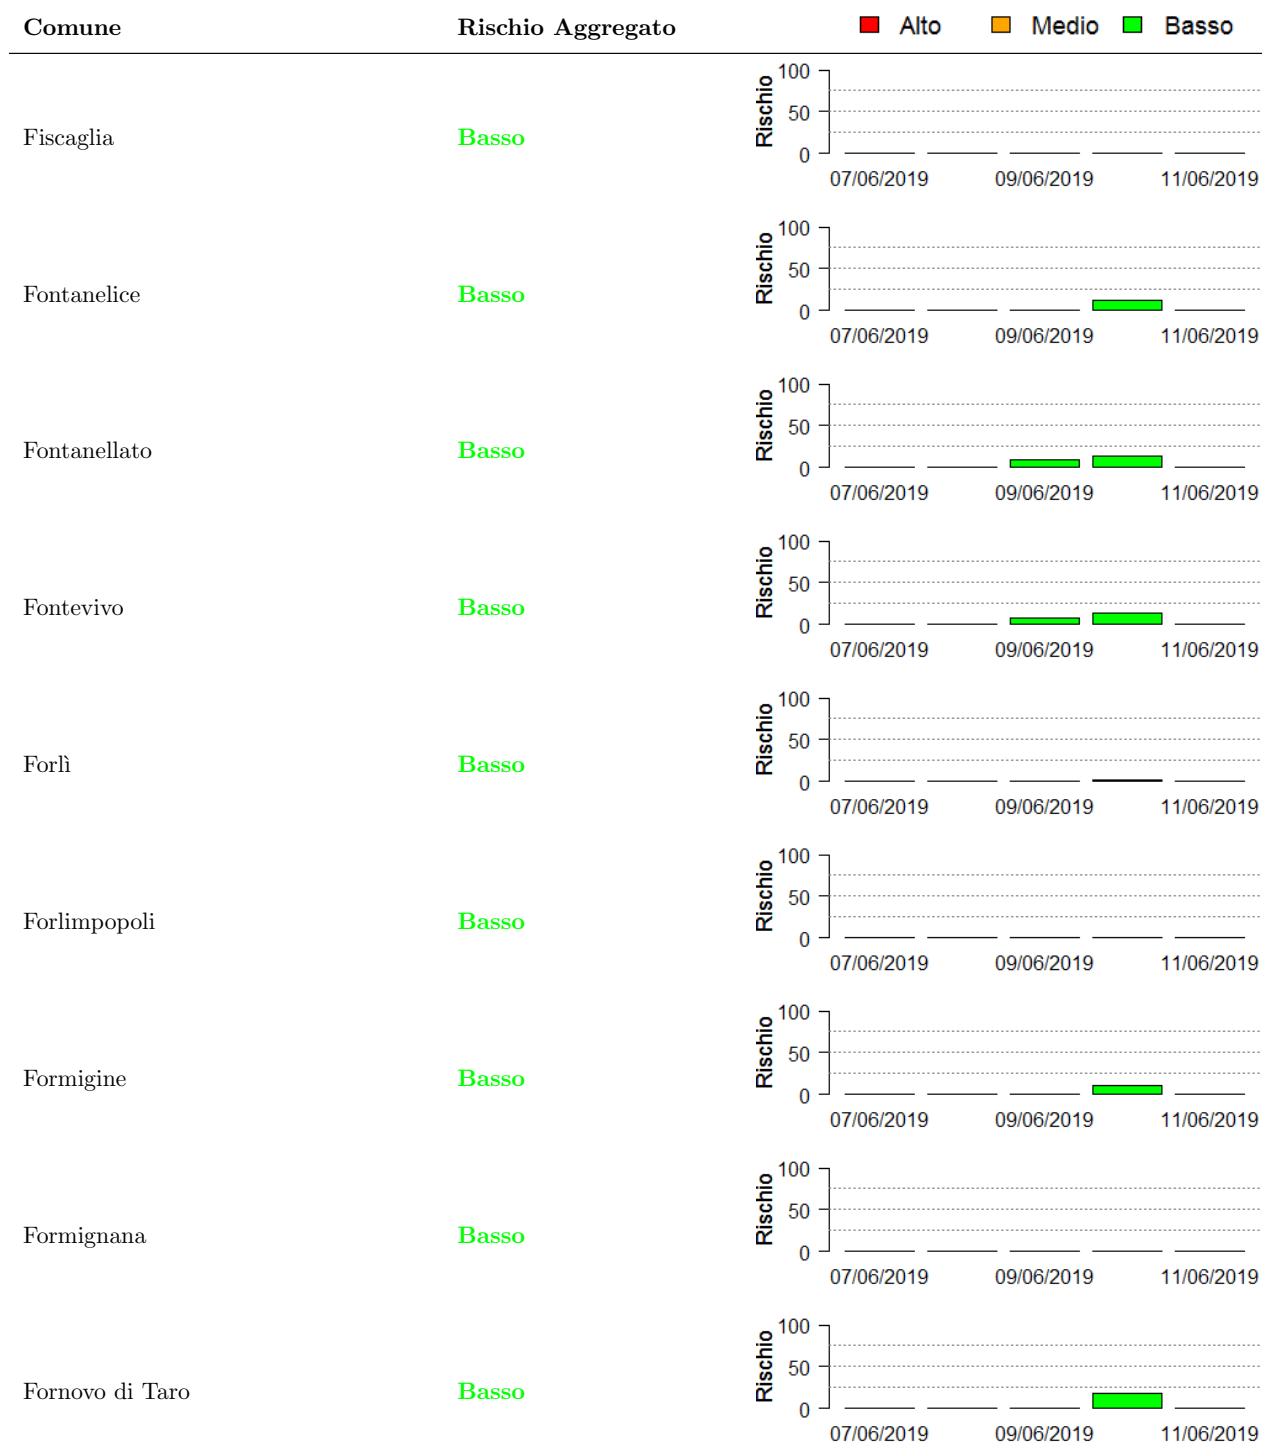 Comune Rischio Aggregato Alto Medio Basso
100
Rischio
50
Fiscaglia Basso
0
07/06/2019 09/06/2019 11/06/2019
100
Rischio
50
Fontanelice Basso
0
07/06/2019 09/06/2019 11/06/2019
100
Rischio
50
Fontanellato Basso
0
07/06/2019 09/06/2019 11/06/2019
100
Rischio
50
Fontevivo Basso
0
07/06/2019 09/06/2019 11/06/2019
100
Rischio
50
Forlì Basso
0
07/06/2019 09/06/2019 11/06/2019
100
Rischio
50
Forlimpopoli Basso
0
07/06/2019 09/06/2019 11/06/2019
100
Rischio
50
Formigine Basso
0
07/06/2019 09/06/2019 11/06/2019
100
Rischio
50
Formignana Basso
0
07/06/2019 09/06/2019 11/06/2019
100
Rischio
50
Fornovo di Taro Basso
0
07/06/2019 09/06/2019 11/06/2019